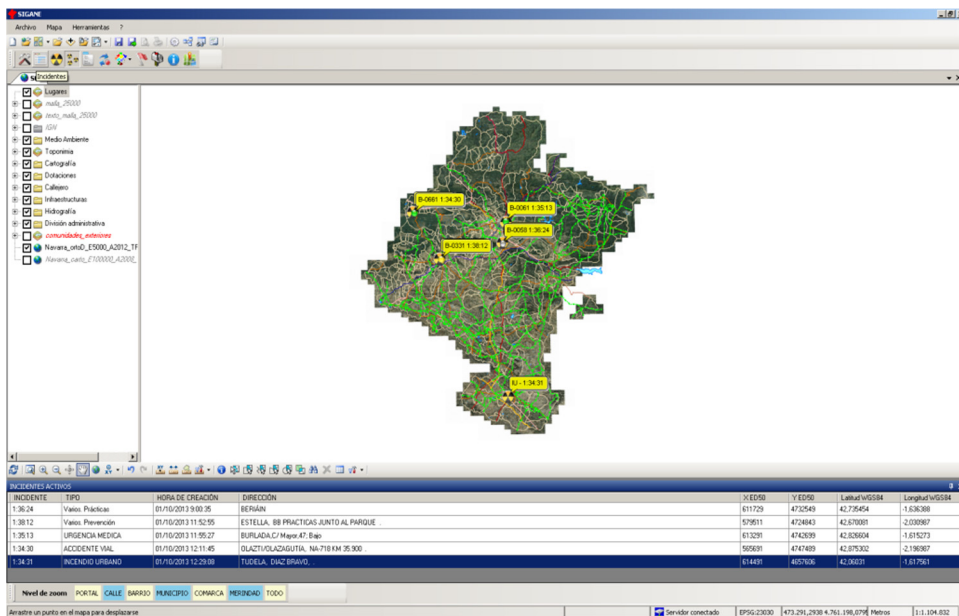 SIGANE
Archivo Mapa Herramientas ?
Incidentes
Lugares
malla_25000
texto_malla_25000
IGN
Medio Ambiente
Toponimia
Cartografía
Dotaciones
Callejero
Infraestructuras
Hidrografía
División administrativa
comunidades_exteriores
Navarra_ortoD_E5000_A2012_TF
Navarra_carto_E100000_A2008_
B-0661 1:34:30
B-0061 1:35:13
B-0058 1:36:24
B-0331 1:38:12
IU - 1:34:31
INCIDENTES ACTIVOS
INCIDENTE TIPO HORA DE CREACIÓN DIRECCIÓN X ED50 Y ED50 Latitud WGS84 Longitud WGS84
1:36:24 Varios. Prácticas 01/10/2013 9:00:35 BERIÁIN 611729 4732549 42,735454 -1,636388
1:38:12 Varios. Prevención 01/10/2013 11:52:55 ESTELLA, BB PRACTICAS JUNTO AL PARQUE . 579511 4724843 42,670081 -2,030987
1:35:13 URGENCIA MEDICA 01/10/2013 11:55:27 BURLADA,C/ Mayor,47; Bajo 613291 4742699 42,826604 -1,615273
1:34:30 ACCIDENTE VIAL 01/10/2013 12:11:45 OLAZTI/OLAZAGUTÍA, NA-718 KM 35.900 . 565691 4747489 42,875302 -2,196987
1:34:31 INCENDIO URBANO 01/10/2013 12:29:08 TUDELA, DIAZ BRAVO, . 614491 4657606 42,06031 -1,617561
Nivel de zoom PORTAL CALLE BARRIO MUNICIPIO COMARCA MERINDAD TODO
Arrastre un punto en el mapa para desplazarse Servidor conectado EPSG:23030 473.291,2938 4.761.198,079 Metros 1:1.104.832